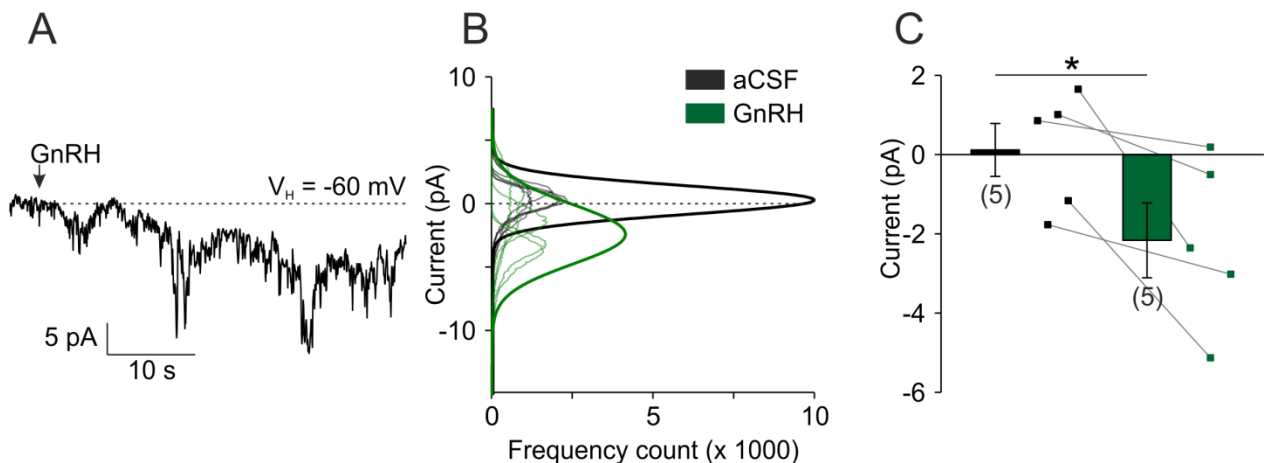 A
GnRH
V_H = -60 mV
5 pA
10 s
B
aCSF
GnRH
10
0
-10
Current (pA)
0
5
10
Frequency count (x 1000)
C
*
2
0
-2
-4
-6
Current (pA)
(5)
(5)